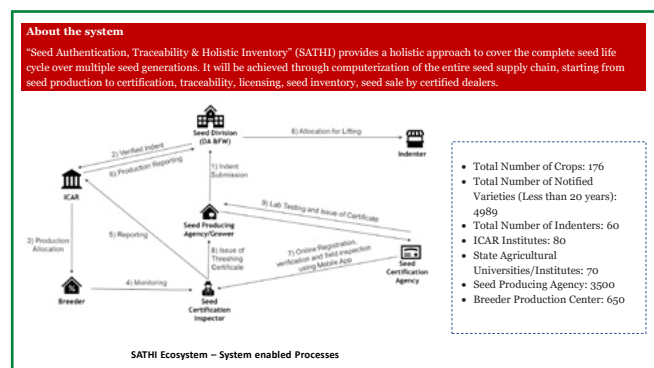 About the system
“Seed Authentication, Traceability & Holistic Inventory” (SATHI) provides a holistic approach to cover the complete seed life
cycle over multiple seed generations. It will be achieved through computerization of the entire seed supply chain, starting from
seed production to certification, traceability, licensing, seed inventory, seed sale by certified dealers.
Seed Division
(DA &FW)
6) Allocation for Lifting
Indenter
2) Verified Indent
6) Production Reporting
1) Indent
Submission
ICAR
Seed Producing
Agency/Grawer
9) Lab Testing and Issue of Certificate
3) Production
Allocation
5) Reporting
8) Issue of
Threshing
Certificate
7) Online Registration,
verification and field inspection
using Mobile App
Seed
Certification
Agency
Breeder
4) Monitoring
Seed
Certification
Inspector
SATHI Ecosystem – System enabled Processes
• Total Number of Crops: 176
• Total Number of Notified
Varieties (Less than 20 years):
4989
• Total Number of Indenters: 60
• ICAR Institutes: 80
• State Agricultural
Universities/Institutes: 70
• Seed Producing Agency: 3500
• Breeder Production Center: 650